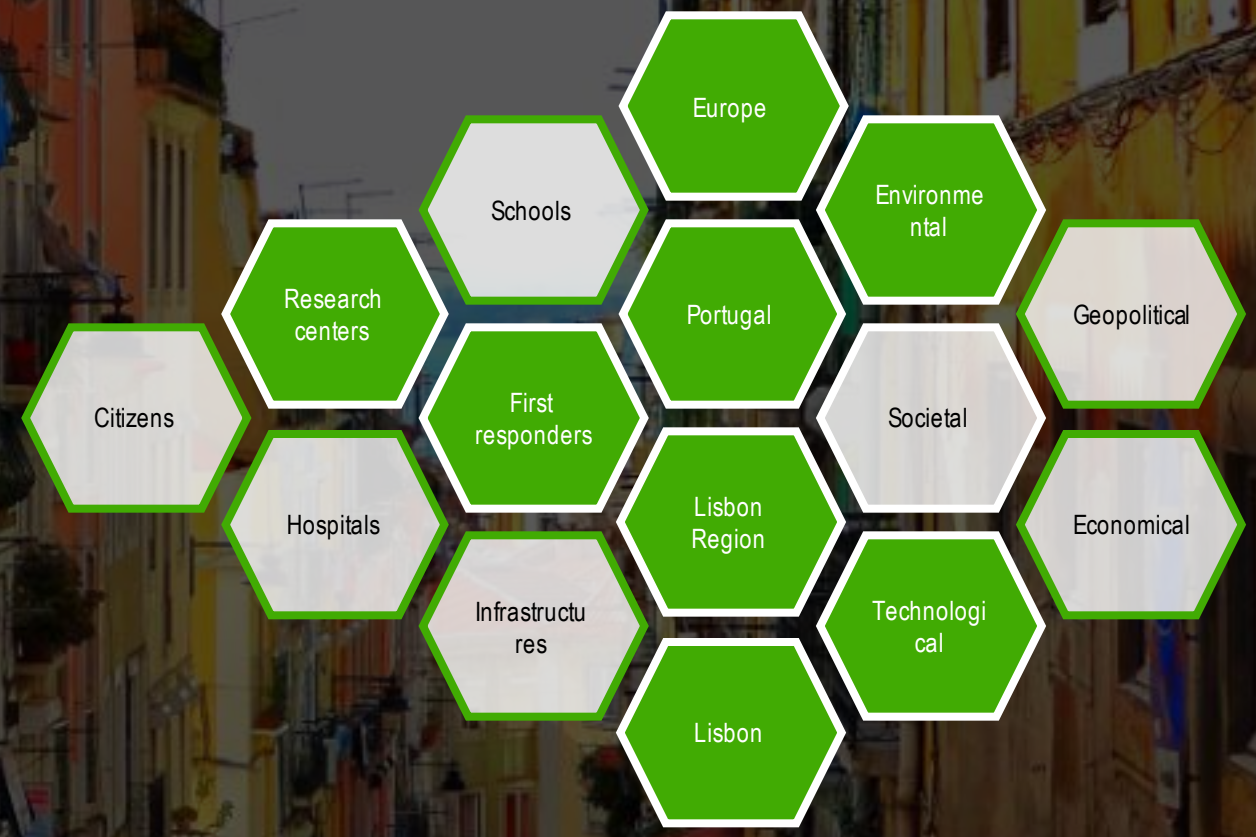 Europe
Schools
Environme
ntal
Research
centers
Portugal
Geopolitical
Citizens
First
responders
Societal
Hospitals
Lisbon
Region
Economical
Infrastructu
res
Technologi
cal
Lisbon